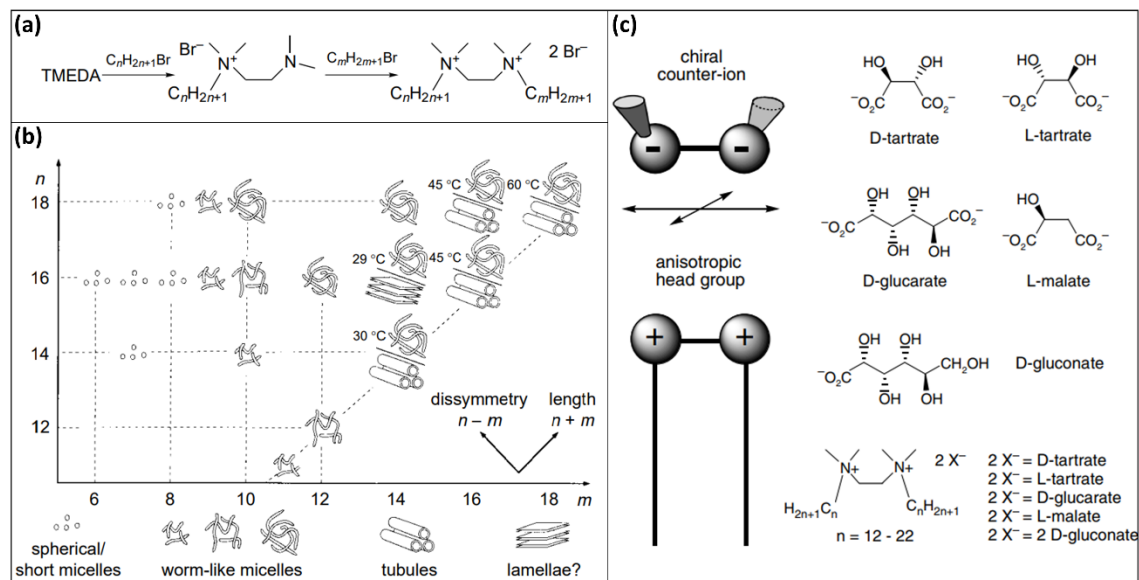 (a)
TMEDA
CnH2n+1Br
Br−
N+
N
CnH2n+1
CmH2m+1Br
2 Br−
N+
N+
CnH2n+1
CmH2m+1
(b)
n
18
16
14
12
45 °C
60 °C
29 °C
45 °C
30 °C
dissymmetry
n − m
length
n + m
6 8 10 12 14 16 18 m
spherical/
short micelles
worm-like micelles
tubules
lamellae?
(c)
chiral
counter-ion
- -
anisotropic
head group
+ +
HO OH
−O2C CO2−
D-tartrate
HO OH
−O2C CO2−
L-tartrate
OH OH
−O2C CO2−
OH OH
D-glucarate
HO
−O2C CO2−
L-malate
OH OH
−O2C CH2OH
OH OH
D-gluconate
N+ N+
2 X−
H2n+1Cn CnH2n+1
n = 12 - 22
2 X− = D-tartrate
2 X− = L-tartrate
2 X− = D-glucarate
2 X− = L-malate
2 X− = 2 D-gluconate